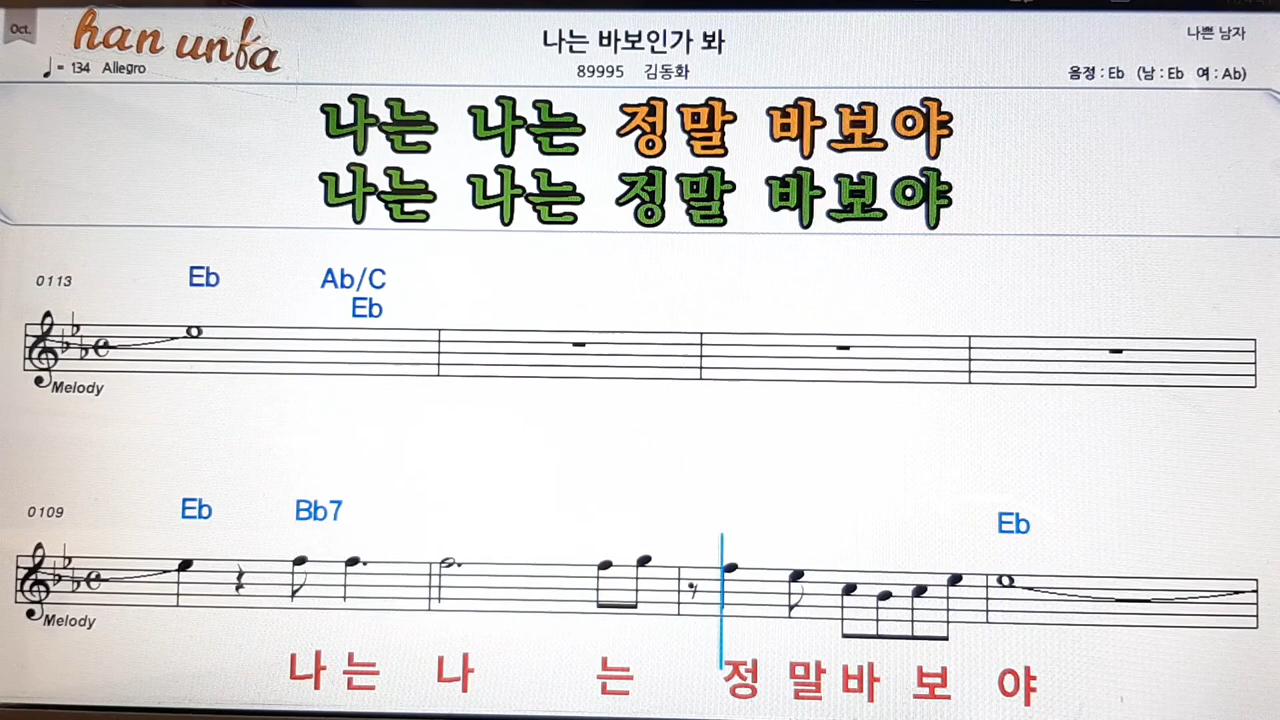 Oct.
han unfa
나쁜 남자
나는 바보인가 봐
♩= 134 Allegro
89995 김동화
음정 : Eb (남 : Eb 여 : Ab)
나는 나는 정말 바보야
나는 나는 정말 바보야
0113
Eb Ab/C
Eb
Melody
0109
Eb Bb7 Eb
Melody
나 는 나 는 정 말 바 보 야